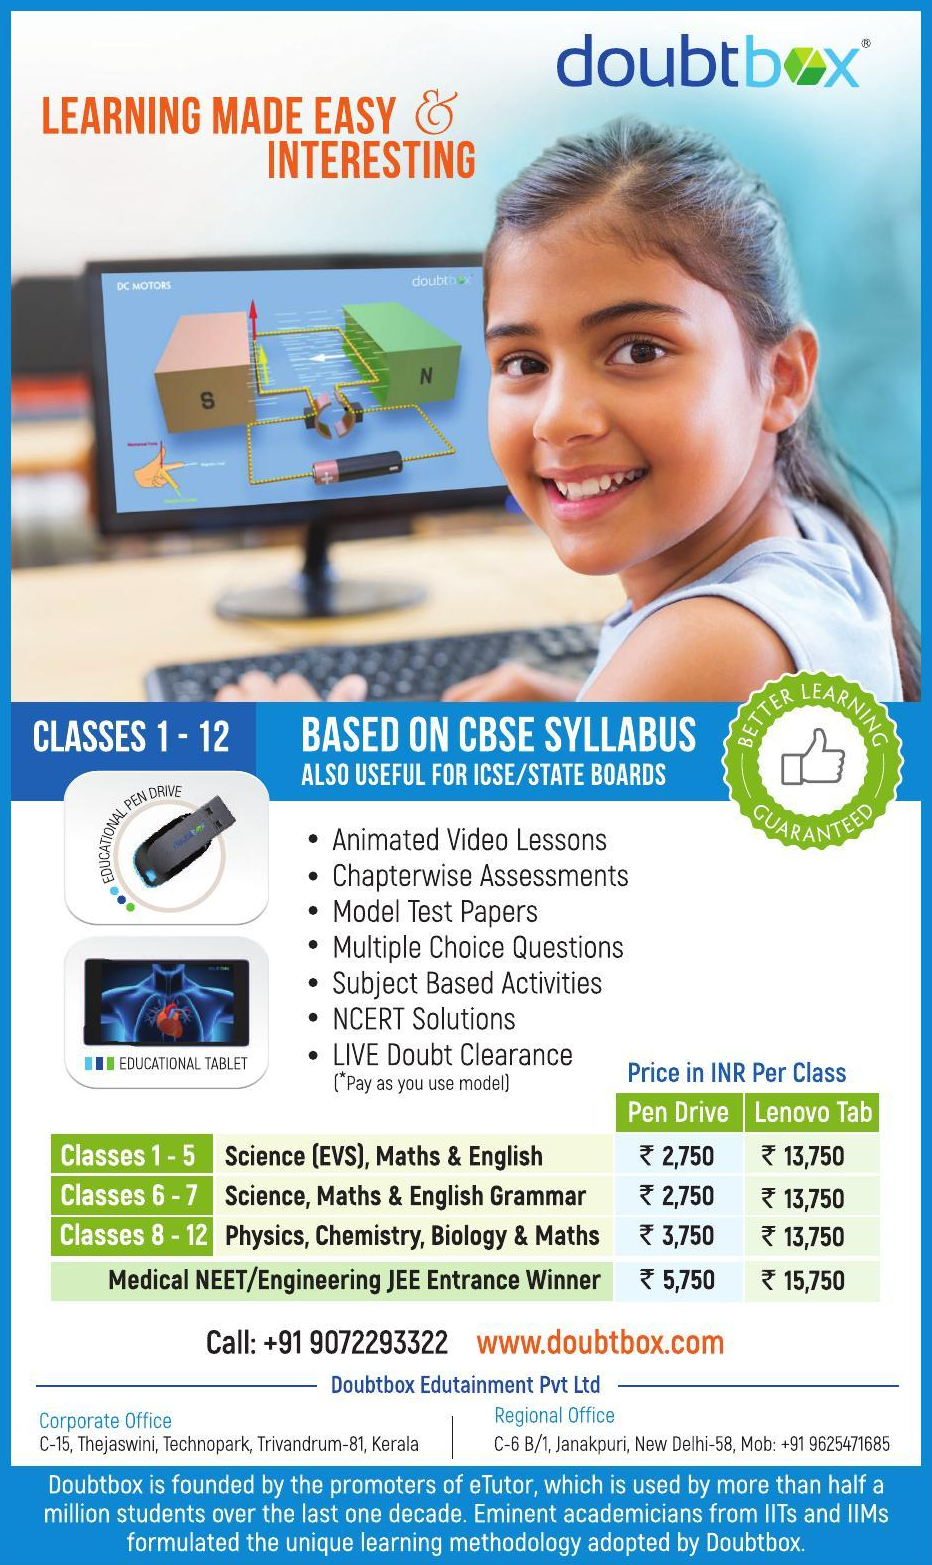 doubtbox®
LEARNING MADE EASY &
INTERESTING
DC MOTORS
doubtbox
S
N
CLASSES 1 - 12
BASED ON CBSE SYLLABUS
ALSO USEFUL FOR ICSE/STATE BOARDS
BETTER LEARNING
GUARANTEED
EDUCATIONAL PEN DRIVE
doubtbox
EDUCATIONAL TABLET
• Animated Video Lessons
• Chapterwise Assessments
• Model Test Papers
• Multiple Choice Questions
• Subject Based Activities
• NCERT Solutions
• LIVE Doubt Clearance
(*Pay as you use model)
Price in INR Per Class
Pen Drive Lenovo Tab
Classes 1 - 5 Science (EVS), Maths & English ₹ 2,750 ₹ 13,750
Classes 6 - 7 Science, Maths & English Grammar ₹ 2,750 ₹ 13,750
Classes 8 - 12 Physics, Chemistry, Biology & Maths ₹ 3,750 ₹ 13,750
Medical NEET/Engineering JEE Entrance Winner ₹ 5,750 ₹ 15,750
Call: +91 9072293322 www.doubtbox.com
Doubtbox Edutainment Pvt Ltd
Corporate Office
C-15, Thejaswini, Technopark, Trivandrum-81, Kerala
Regional Office
C-6 B/1, Janakpuri, New Delhi-58, Mob: +91 9625471685
Doubtbox is founded by the promoters of eTutor, which is used by more than half a
million students over the last one decade. Eminent academicians from IITs and IIMs
formulated the unique learning methodology adopted by Doubtbox.